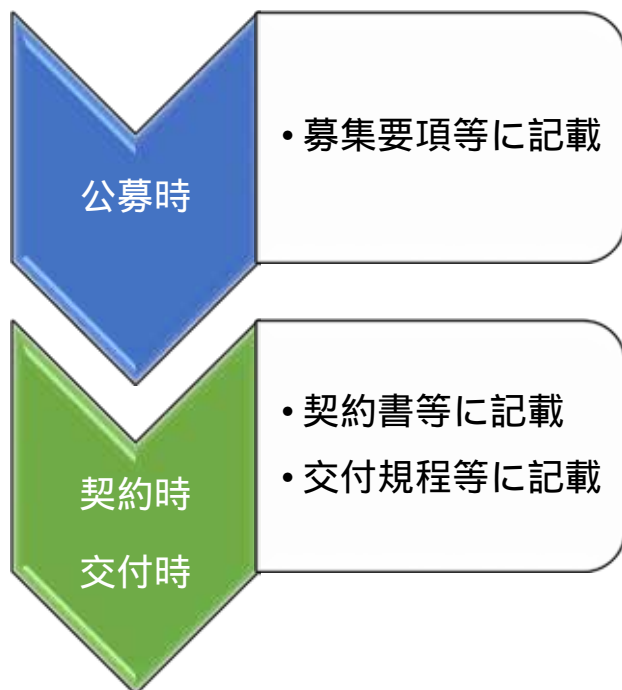 公募時
• 募集要項等に記載
契約時
交付時
• 契約書等に記載
• 交付規程等に記載